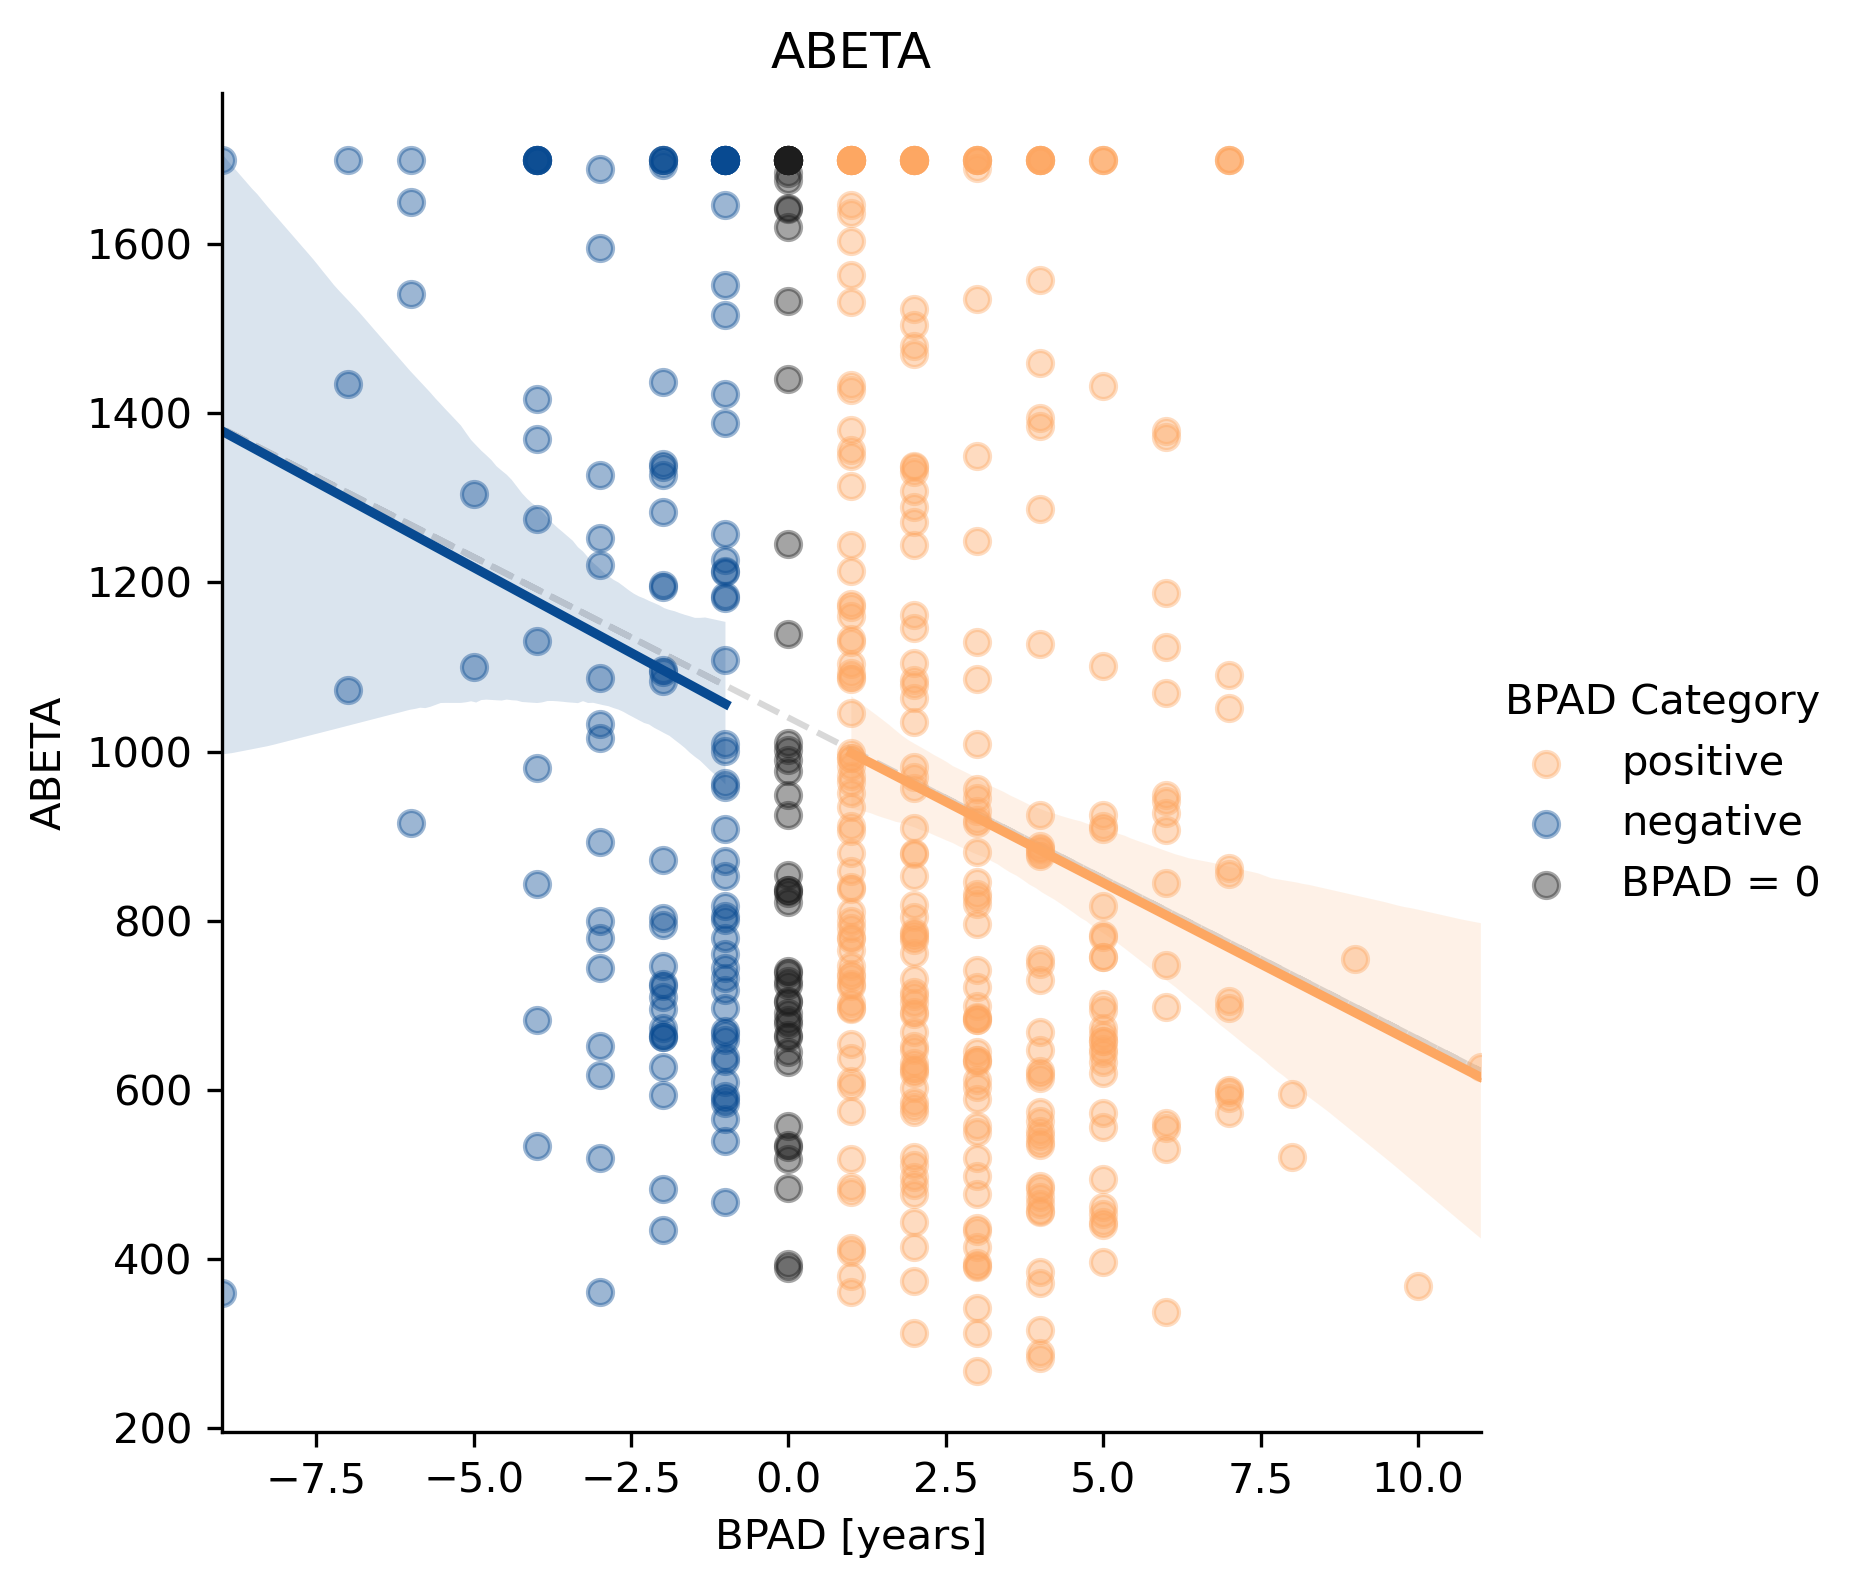 ABETA
1600
1400
1200
1000
800
600
400
200
ABETA
−7.5 −5.0 −2.5 0.0 2.5 5.0 7.5 10.0
BPAD [years]
BPAD Category
positive
negative
BPAD = 0